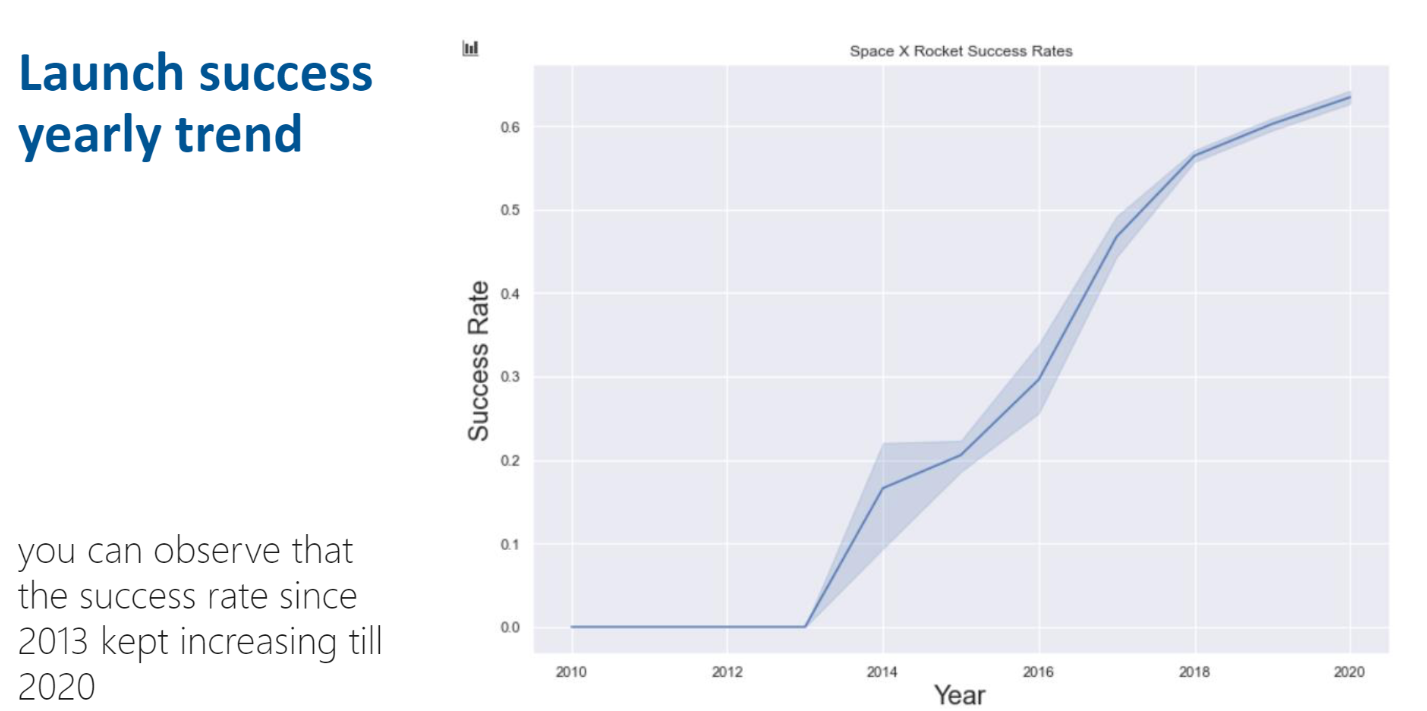 Launch success
yearly trend
you can observe that
the success rate since
2013 kept increasing till
2020
Space X Rocket Success Rates
Success Rate
0.6
0.5
0.4
0.3
0.2
0.1
0.0
2010 2012 2014 2016 2018 2020
Year